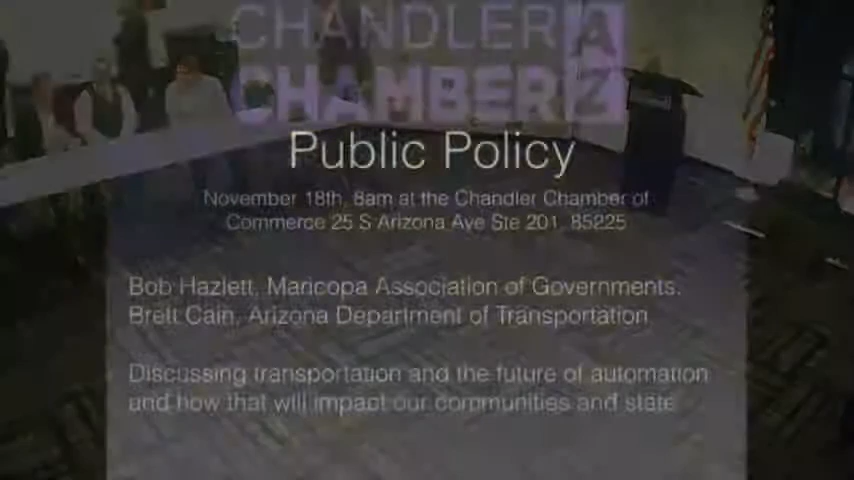 CHANDLER AZ
CHAMBER
Public Policy
November 18th, 8am at the Chandler Chamber of
Commerce 25 S Arizona Ave Ste 201, 85225
Bob Hazlett, Maricopa Association of Governments.
Brett Cain, Arizona Department of Transportation
Discussing transportation and the future of automation
and how that will impact our communities and state